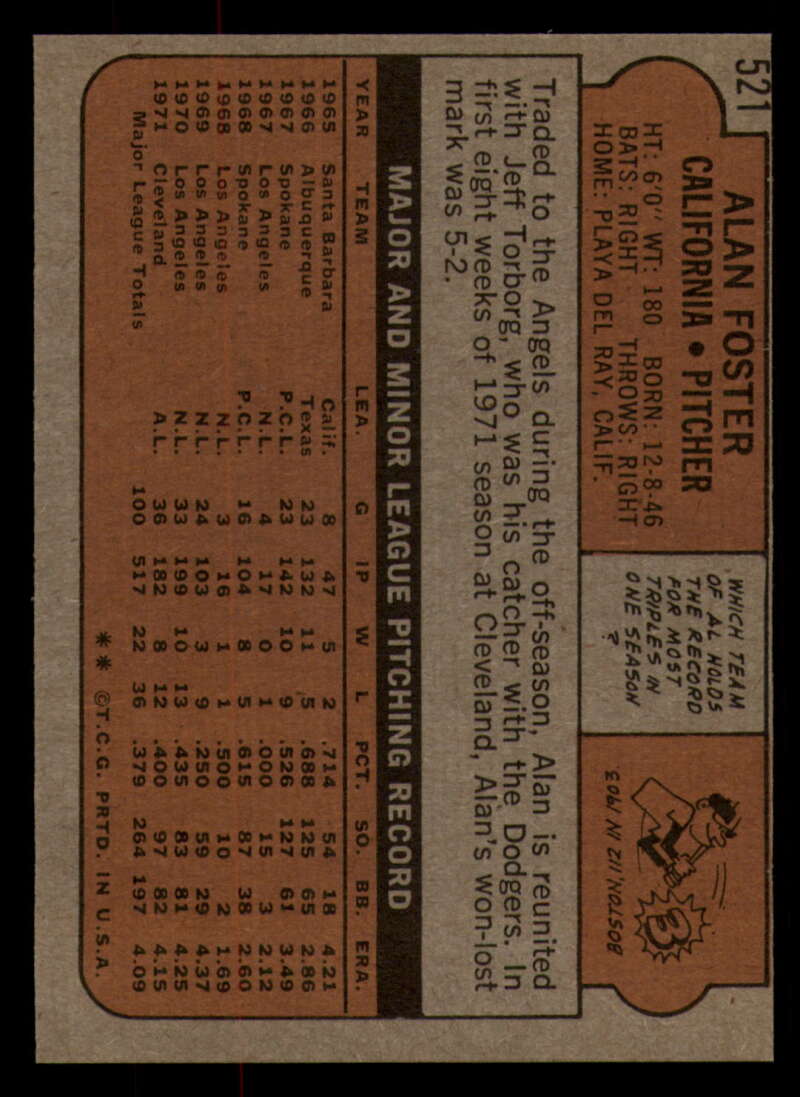 521
ALAN FOSTER
CALIFORNIA • PITCHER
HT: 6'0" WT: 180 BORN: 12-8-46
BATS: RIGHT THROWS: RIGHT
HOME: PLAYA DEL RAY, CALIF.
WHICH TEAM
OF AL HOLDS
THE RECORD
FOR MOST
TRIPLES IN
ONE SEASON
?
BOSTON, 112 IN 1903
Traded to the Angels during the off-season, Alan is reunited
with Jeff Torborg, who was his catcher with the Dodgers. In
first eight weeks of 1971 season at Cleveland, Alan's won-lost
mark was 5-2.
MAJOR AND MINOR LEAGUE PITCHING RECORD
YEAR TEAM LEA. G IP W L PCT. SO. BB. ERA.
1965 Santa Barbara Calif. 8 47 5 2 .714 54 18 4.21
1966 Albuquerque Texas 23 132 11 5 .688 125 65 2.86
1967 Spokane P.C.L. 23 142 10 9 .526 127 61 3.49
1967 Los Angeles N.L. 4 17 0 1 .000 15 3 2.12
1968 Spokane P.C.L. 16 104 8 5 .615 87 38 2.60
1968 Los Angeles N.L. 3 16 1 1 .500 10 2 1.69
1969 Los Angeles N.L. 24 103 3 9 .250 59 29 4.37
1970 Los Angeles N.L. 33 199 10 13 .435 83 81 4.25
1971 Cleveland A.L. 36 182 8 12 .400 97 82 4.15
Major League Totals 100 517 22 36 .379 264 197 4.09
** ©T.C.G. PRTD. IN U.S.A.